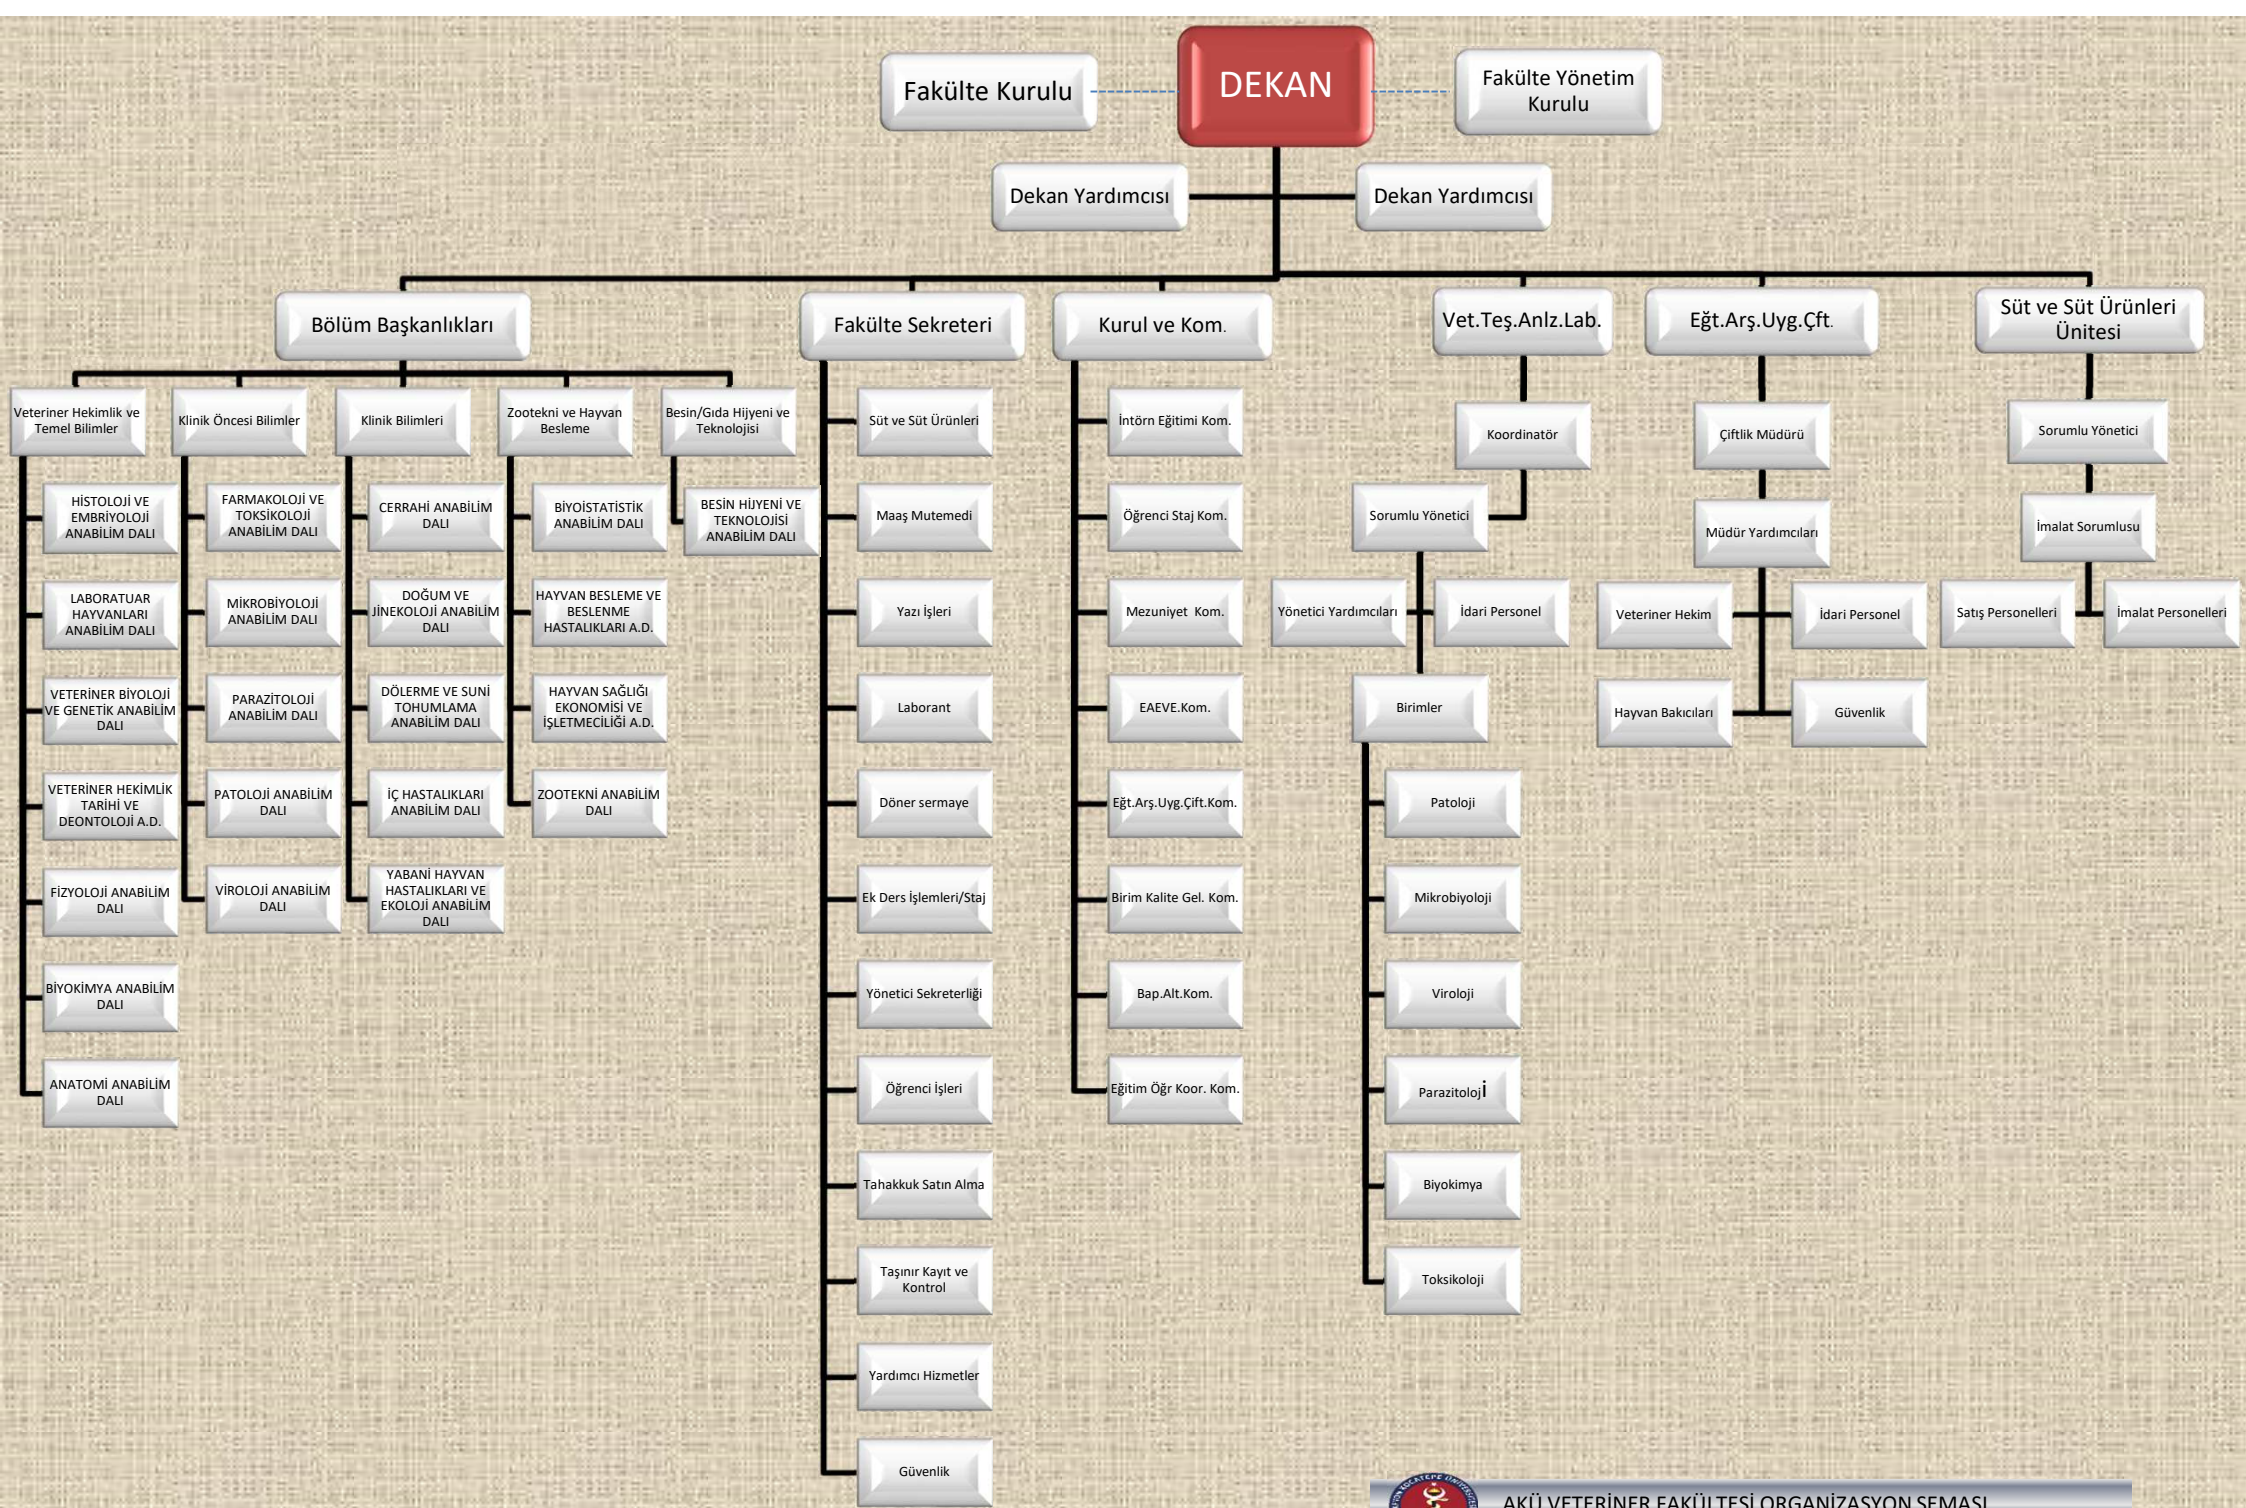 Fakülte Kurulu
DEKAN
Fakülte Yönetim
Kurulu
Dekan Yardımcısı
Dekan Yardımcısı
Bölüm Başkanlıkları
Fakülte Sekreteri
Kurul ve Kom.
Vet.Teş.Anlz.Lab.
Eğt.Arş.Uyg.Çft.
Süt ve Süt Ürünleri
Ünitesi
Veteriner Hekimlik ve
Temel Bilimler
Klinik Öncesi Bilimler
Klinik Bilimleri
Zootekni ve Hayvan
Besleme
Besin/Gıda Hijyeni ve
Teknolojisi
HİSTOLOJİ VE
EMBRİYOLOJİ
ANABİLİM DALI
LABORATUAR
HAYVANLARI
ANABİLİM DALI
VETERİNER BİYOLOJİ
VE GENETİK ANABİLİM
DALI
VETERİNER HEKİMLİK
TARİHİ VE
DEONTOLOJİ A.D.
FİZYOLOJİ ANABİLİM
DALI
BİYOKİMYA ANABİLİM
DALI
ANATOMİ ANABİLİM
DALI
FARMAKOLOJİ VE
TOKSİKOLOJİ
ANABİLİM DALI
MİKROBİYOLOJİ
ANABİLİM DALI
PARAZİTOLOJİ
ANABİLİM DALI
PATOLOJİ ANABİLİM
DALI
VİROLOJİ ANABİLİM
DALI
CERRAHİ ANABİLİM
DALI
DOĞUM VE
JİNEKOLOJİ ANABİLİM
DALI
DÖLERME VE SUNİ
TOHUMLAMA
ANABİLİM DALI
İÇ HASTALIKLARI
ANABİLİM DALI
YABANİ HAYVAN
HASTALIKLARI VE
EKOLOJİ ANABİLİM
DALI
BİYOİSTATİSTİK
ANABİLİM DALI
HAYVAN BESLEME VE
BESLENME
HASTALIKLARI A.D.
HAYVAN SAĞLIĞI
EKONOMİSİ VE
İŞLETMECİLİĞİ A.D.
ZOOTEKNİ ANABİLİM
DALI
BESİN HİJYENİ VE
TEKNOLOJİSİ
ANABİLİM DALI
Süt ve Süt Ürünleri
Maaş Mutemedi
Yazı İşleri
Laborant
Döner sermaye
Ek Ders İşlemleri/Staj
Yönetici Sekreterliği
Öğrenci İşleri
Tahakkuk Satın Alma
Taşınır Kayıt ve
Kontrol
Yardımcı Hizmetler
Güvenlik
İntörn Eğitimi Kom.
Öğrenci Staj Kom.
Mezuniyet  Kom.
EAEVE.Kom.
Eğt.Arş.Uyg.Çift.Kom.
Birim Kalite Gel. Kom.
Bap.Alt.Kom.
Eğitim Öğr Koor. Kom.
Koordinatör
Sorumlu Yönetici
Yönetici Yardımcıları
İdari Personel
Birimler
Patoloji
Mikrobiyoloji
Viroloji
Parazitolojİ
Biyokimya
Toksikoloji
Çiftlik Müdürü
Müdür Yardımcıları
Veteriner Hekim
İdari Personel
Hayvan Bakıcıları
Güvenlik
Sorumlu Yönetici
İmalat Sorumlusu
Satış Personelleri
İmalat Personelleri
AKÜ VETERİNER FAKÜLTESİ ORGANİZASYON ŞEMASI